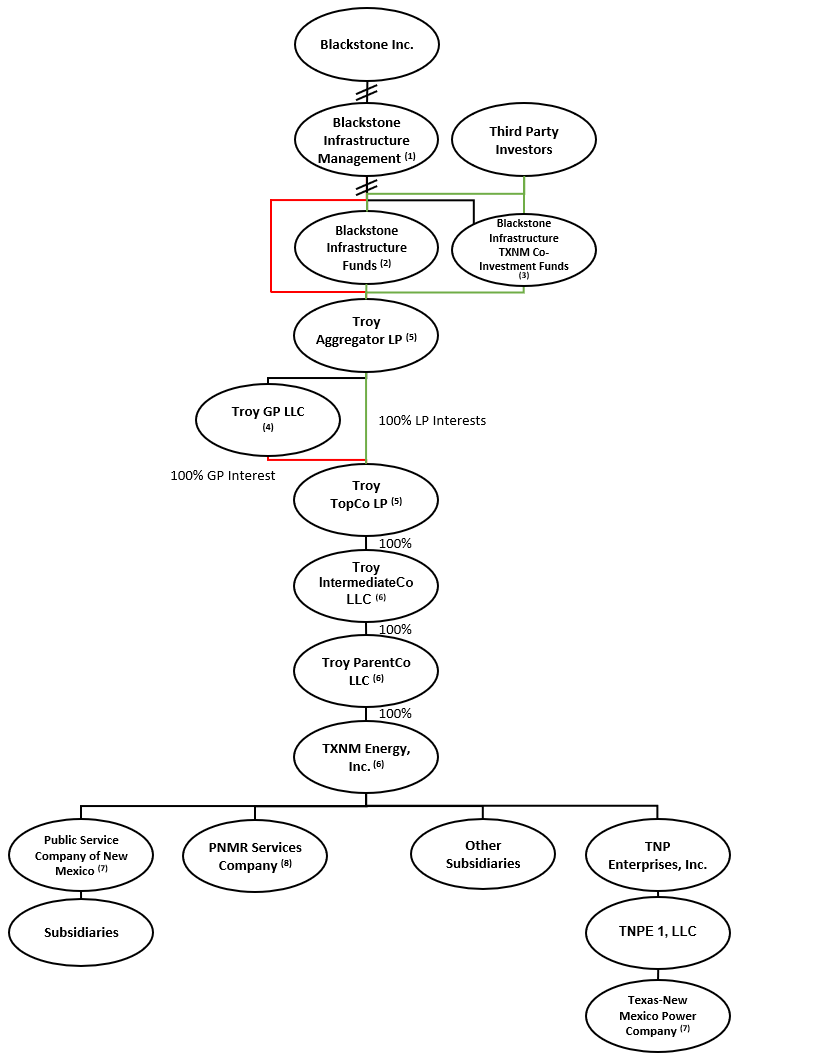 Blackstone Inc.
Blackstone
Infrastructure
Management (1)
Third Party
Investors
Blackstone
Infrastructure
Funds (2)
Blackstone
Infrastructure
TXNM Co-
Investment Funds
(3)
Troy
Aggregator LP (5)
Troy GP LLC
(4)
100% LP Interests
100% GP Interest
Troy
TopCo LP (5)
100%
Troy
IntermediateCo
LLC (6)
100%
Troy ParentCo
LLC (6)
100%
TXNM Energy,
Inc. (6)
Public Service
Company of New
Mexico (7)
PNMR Services
Company (8)
Other
Subsidiaries
TNP
Enterprises, Inc.
Subsidiaries
TNPE 1, LLC
Texas-New
Mexico Power
Company (7)